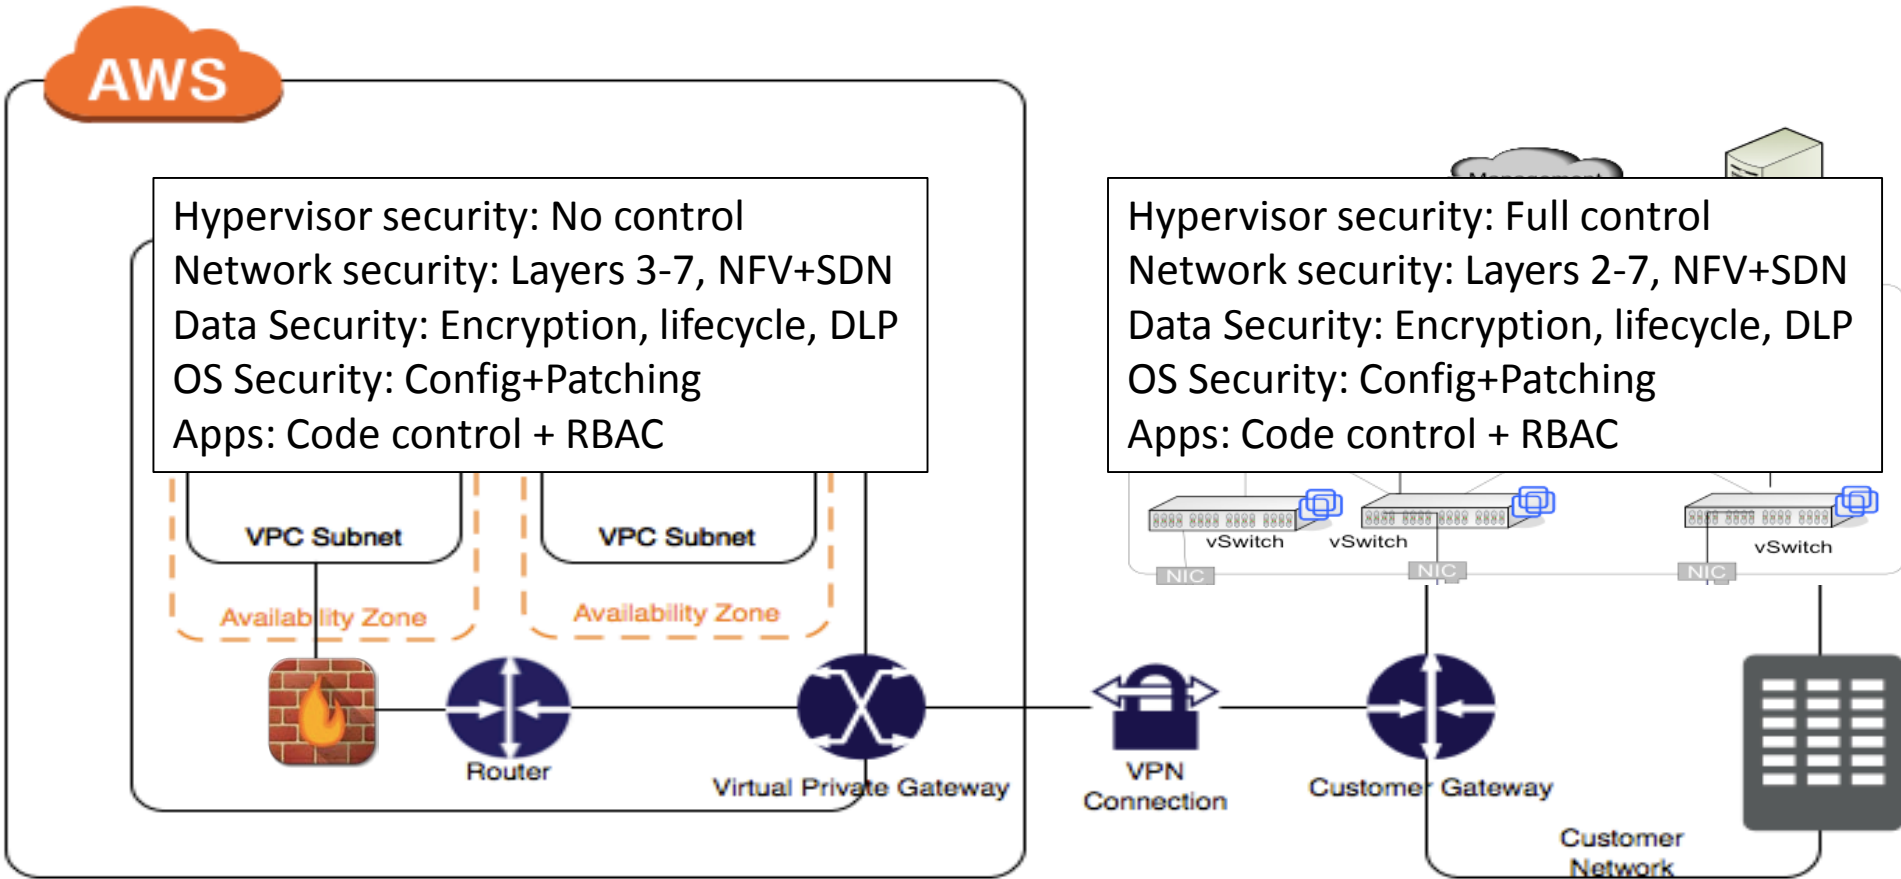 AWS
Hypervisor security: No control
Network security: Layers 3-7, NFV+SDN
Data Security: Encryption, lifecycle, DLP
OS Security: Config+Patching
Apps: Code control + RBAC
Hypervisor security: Full control
Network security: Layers 2-7, NFV+SDN
Data Security: Encryption, lifecycle, DLP
OS Security: Config+Patching
Apps: Code control + RBAC
VPC Subnet
VPC Subnet
Availability Zone
Availability Zone
vSwitch
vSwitch
vSwitch
NIC
NIC
NIC
Router
Virtual Private Gateway
VPN
Connection
Customer Gateway
Customer
Network